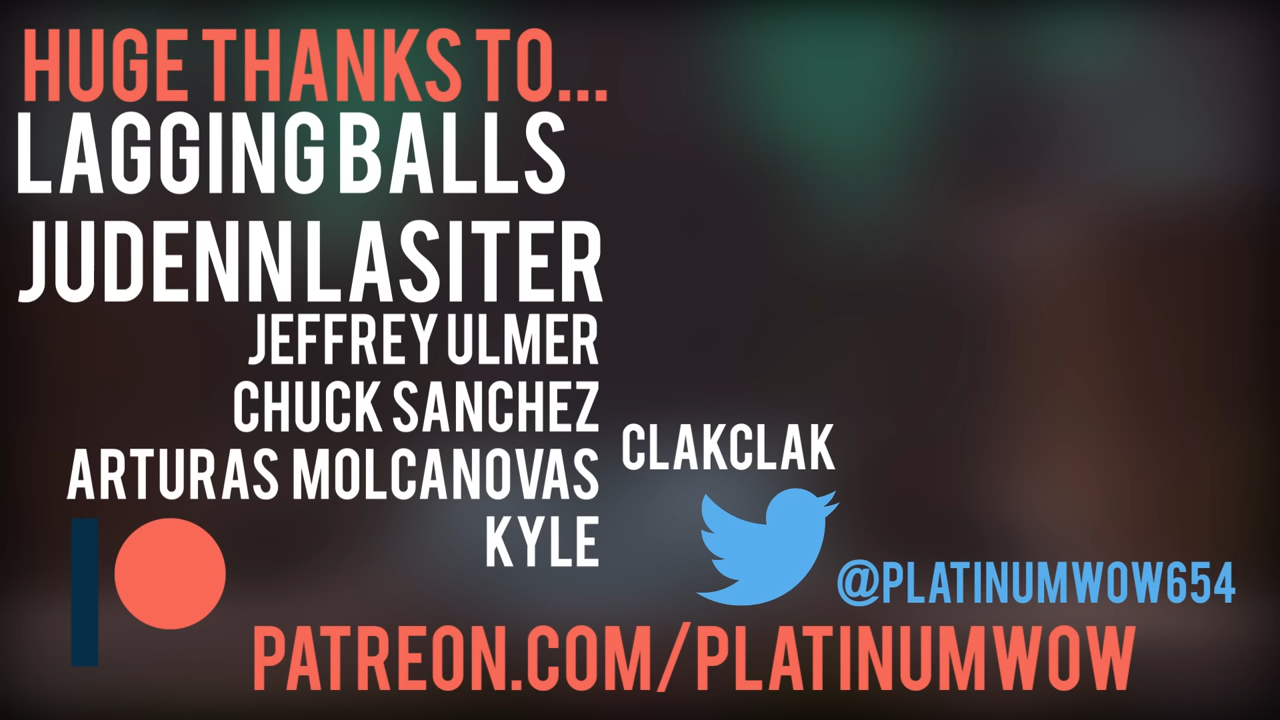 HUGE THANKS TO...
LAGGING BALLS
JUDENN LASITER
JEFFREY ULMER
CHUCK SANCHEZ
ARTURAS MOLCANOVAS
KYLE
CLAKCLAK
@PLATINUMWOW654
PATREON.COM/PLATINUMWOW